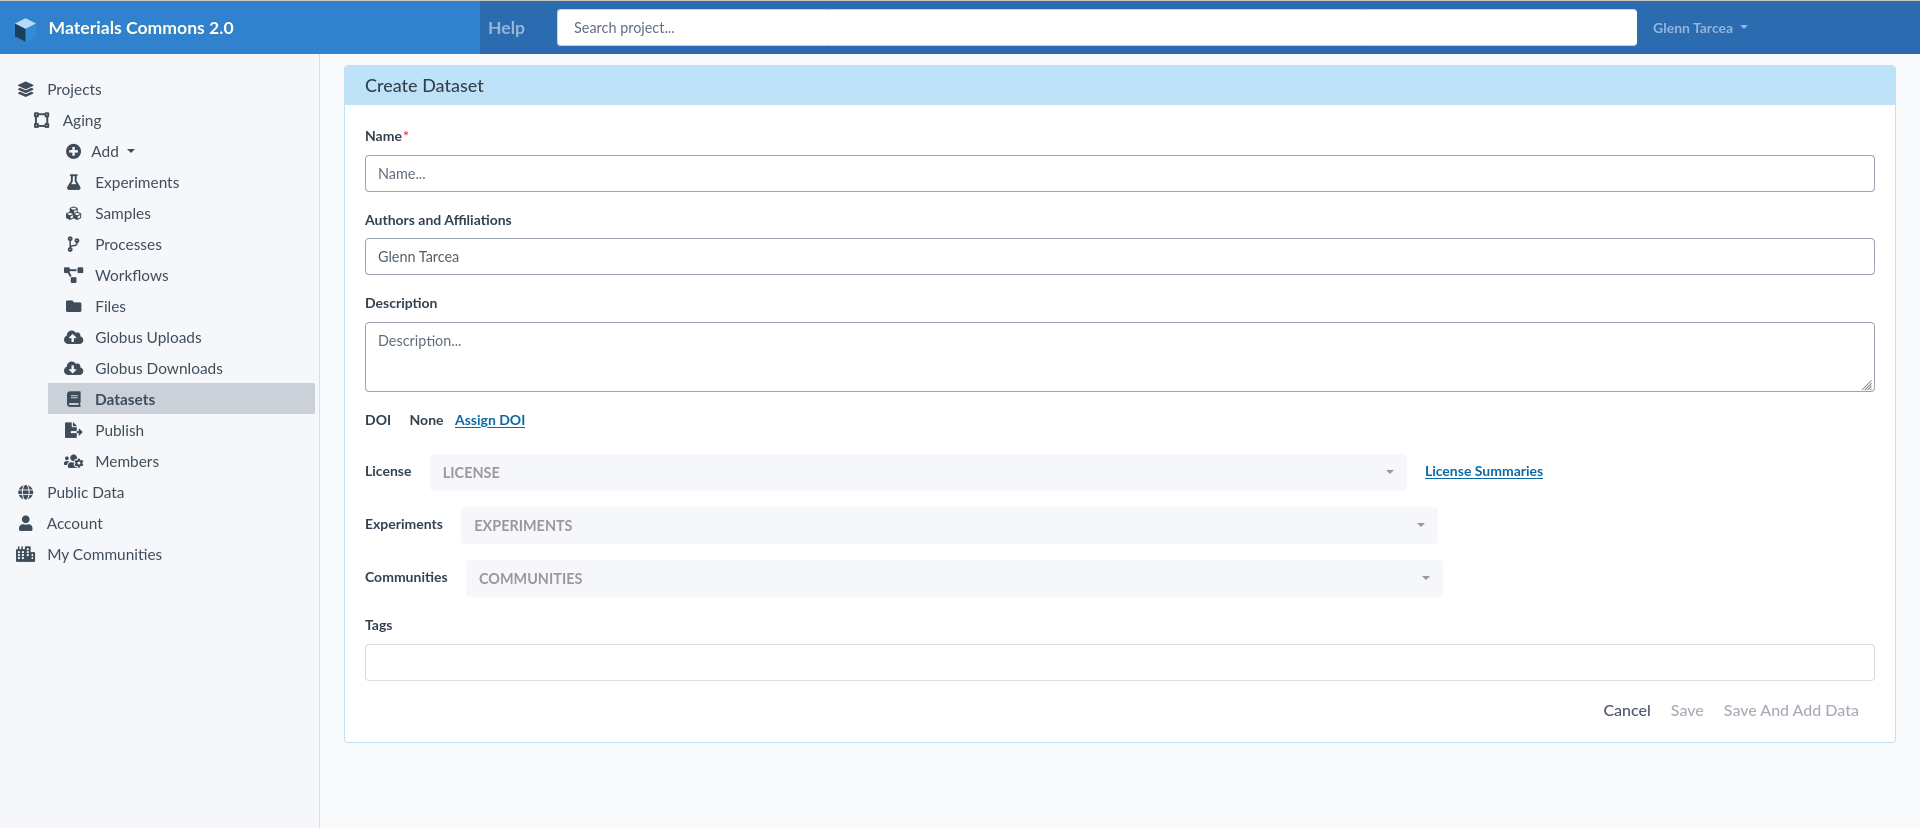 Materials Commons 2.0
Help
Search project...
Glenn Tarcea
Projects
Aging
Add
Experiments
Samples
Processes
Workflows
Files
Globus Uploads
Globus Downloads
Datasets
Publish
Members
Public Data
Account
My Communities
Create Dataset
Name*
Name...
Authors and Affiliations
Glenn Tarcea
Description
Description...
DOI None Assign DOI
License LICENSE License Summaries
Experiments EXPERIMENTS
Communities COMMUNITIES
Tags
Cancel Save Save And Add Data